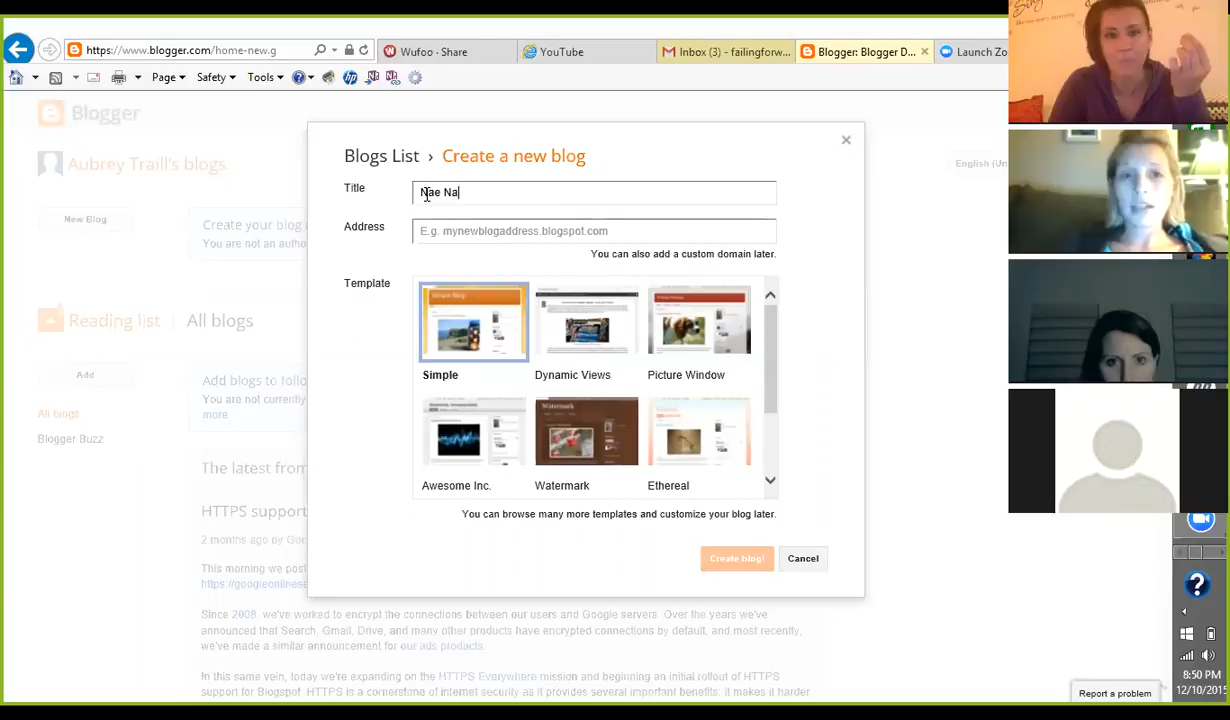 https://www.blogger.com/home-new.g
Wufoo - Share
YouTube
Inbox (3) - failingforw...
Blogger: Blogger D...
Launch Zo
Page
Safety
Tools
Blogger
Aubrey Traill's blogs
English (Un
New Blog
Create your blog
You are not an autho
Reading list
All blogs
Add
Add blogs to follo
You are not currently
more
All blogs
Blogger Buzz
The latest from
HTTPS support
2 months ago by Go
This morning we pos
https://googleonlines
Since 2008, we've worked to encrypt the connections between our users and Google servers. Over the years we've
announced that Search, Gmail, Drive, and many other products have encrypted connections by default, and most recently,
we've made a similar announcement for our ads products.
In this same vein, today we're expanding on the HTTPS Everywhere mission and beginning an initial rollout of HTTPS
support for Blogspot. HTTPS is a cornerstone of internet security as it provides several important benefits: it makes it harder
Blogs List › Create a new blog
Title
Nae Na
Address
E.g. mynewblogaddress.blogspot.com
You can also add a custom domain later.
Template
Simple
Dynamic Views
Picture Window
Awesome Inc.
Watermark
Ethereal
You can browse many more templates and customize your blog later.
Create blog!
Cancel
8:50 PM
12/10/2015
Report a problem